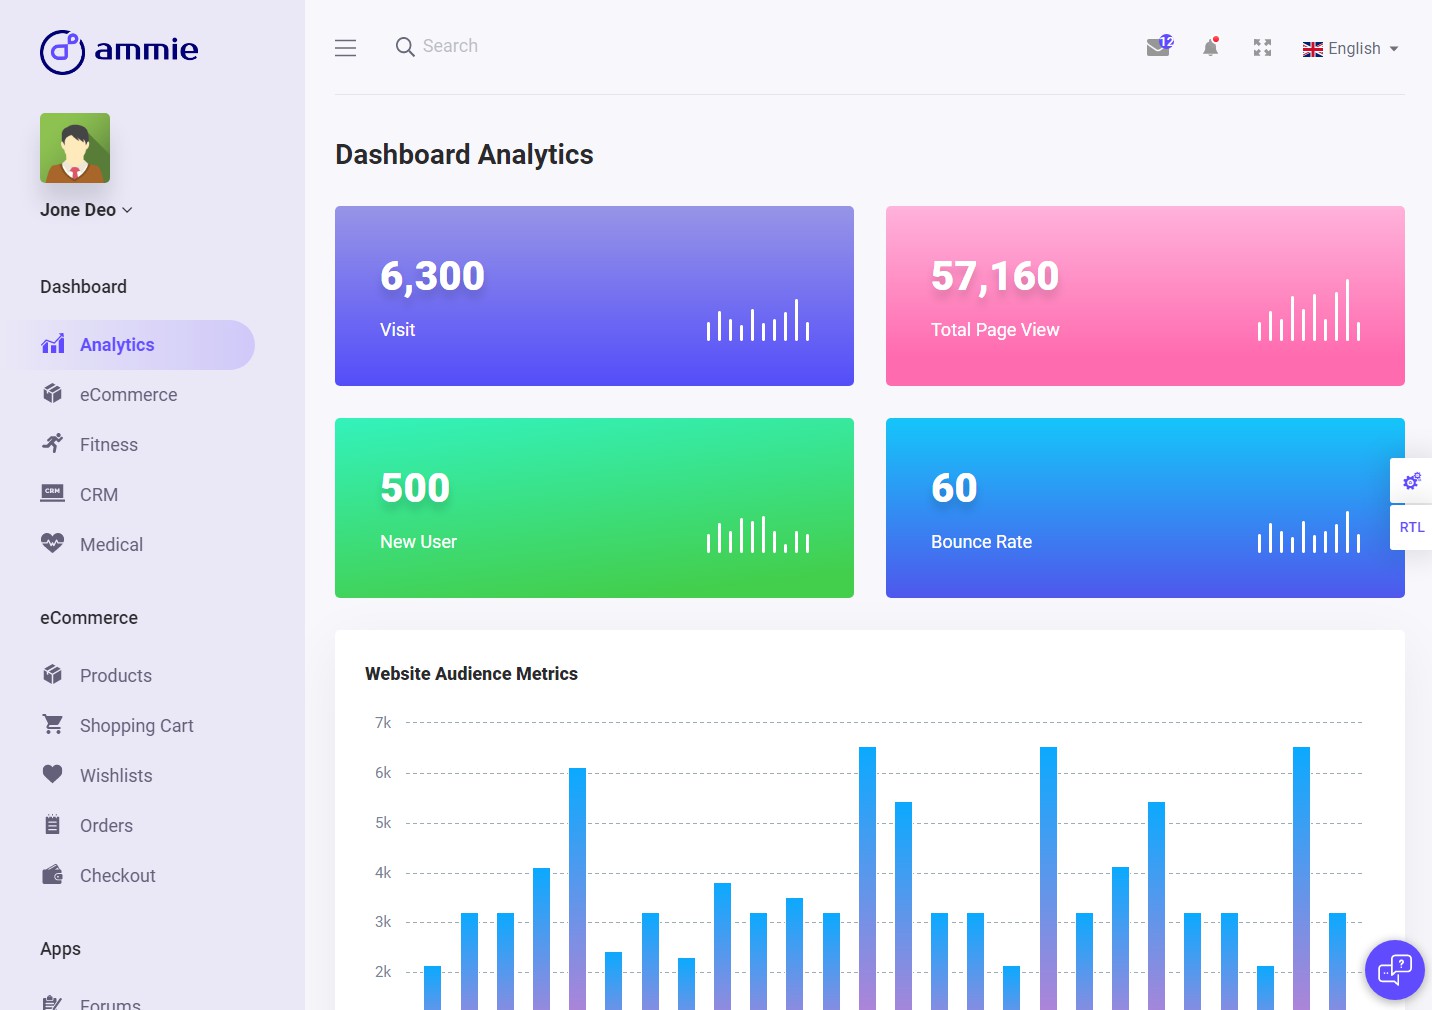 ammie
Search
12
English
Jone Deo
Dashboard
Analytics
eCommerce
Fitness
CRM
CRM
Medical
eCommerce
Products
Shopping Cart
Wishlists
Orders
Checkout
Apps
Forums
Dashboard Analytics
6,300
Visit
57,160
Total Page View
500
New User
60
Bounce Rate
RTL
Website Audience Metrics
7k
6k
5k
4k
3k
2k
?